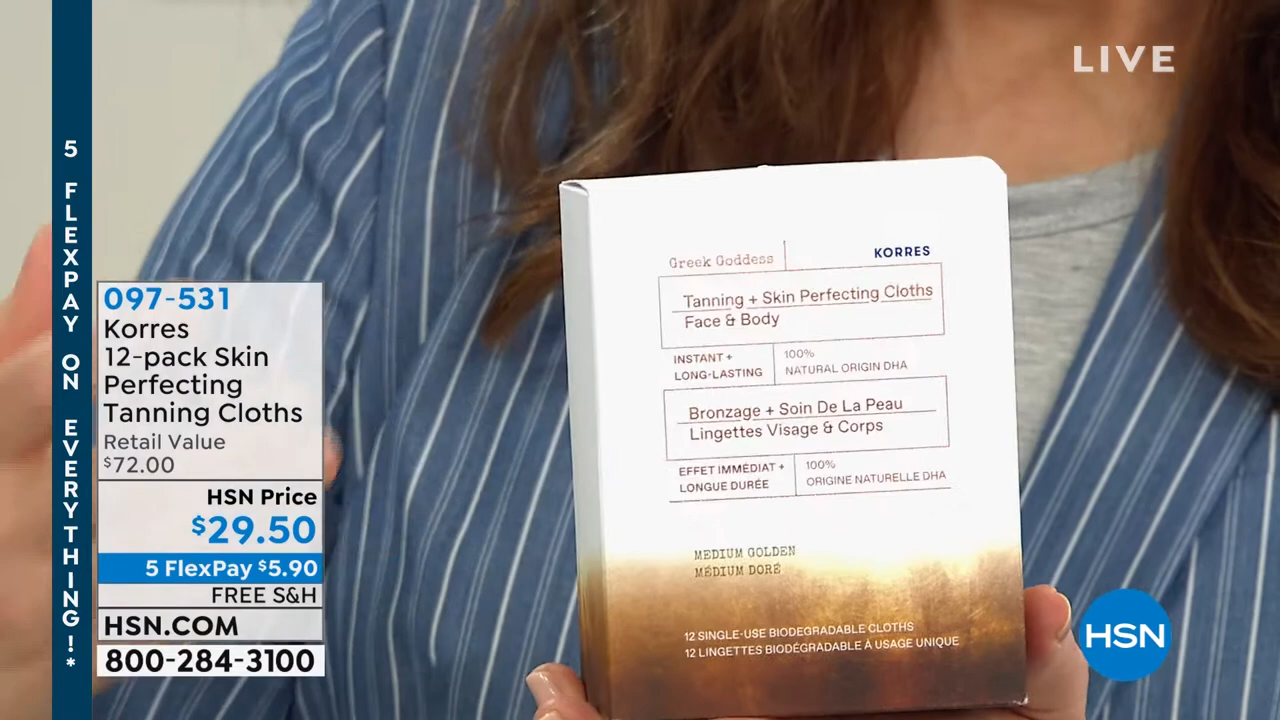 LIVE
5 FLEXPAY ON EVERYTHING!*
097-531
Korres
12-pack Skin
Perfecting
Tanning Cloths
Retail Value
$72.00
HSN Price
$29.50
5 FlexPay $5.90
FREE S&H
HSN.COM
800-284-3100
Greek Goddess
KORRES
Tanning + Skin Perfecting Cloths
Face & Body
INSTANT +
LONG-LASTING
100%
NATURAL ORIGIN DHA
Bronzage + Soin De La Peau
Lingettes Visage & Corps
EFFET IMMÉDIAT +
LONGUE DURÉE
100%
ORIGINE NATURELLE DHA
MEDIUM GOLDEN
MÉDIUM DORÉ
12 SINGLE-USE BIODEGRADABLE CLOTHS
12 LINGETTES BIODÉGRADABLE À USAGE UNIQUE
HSN